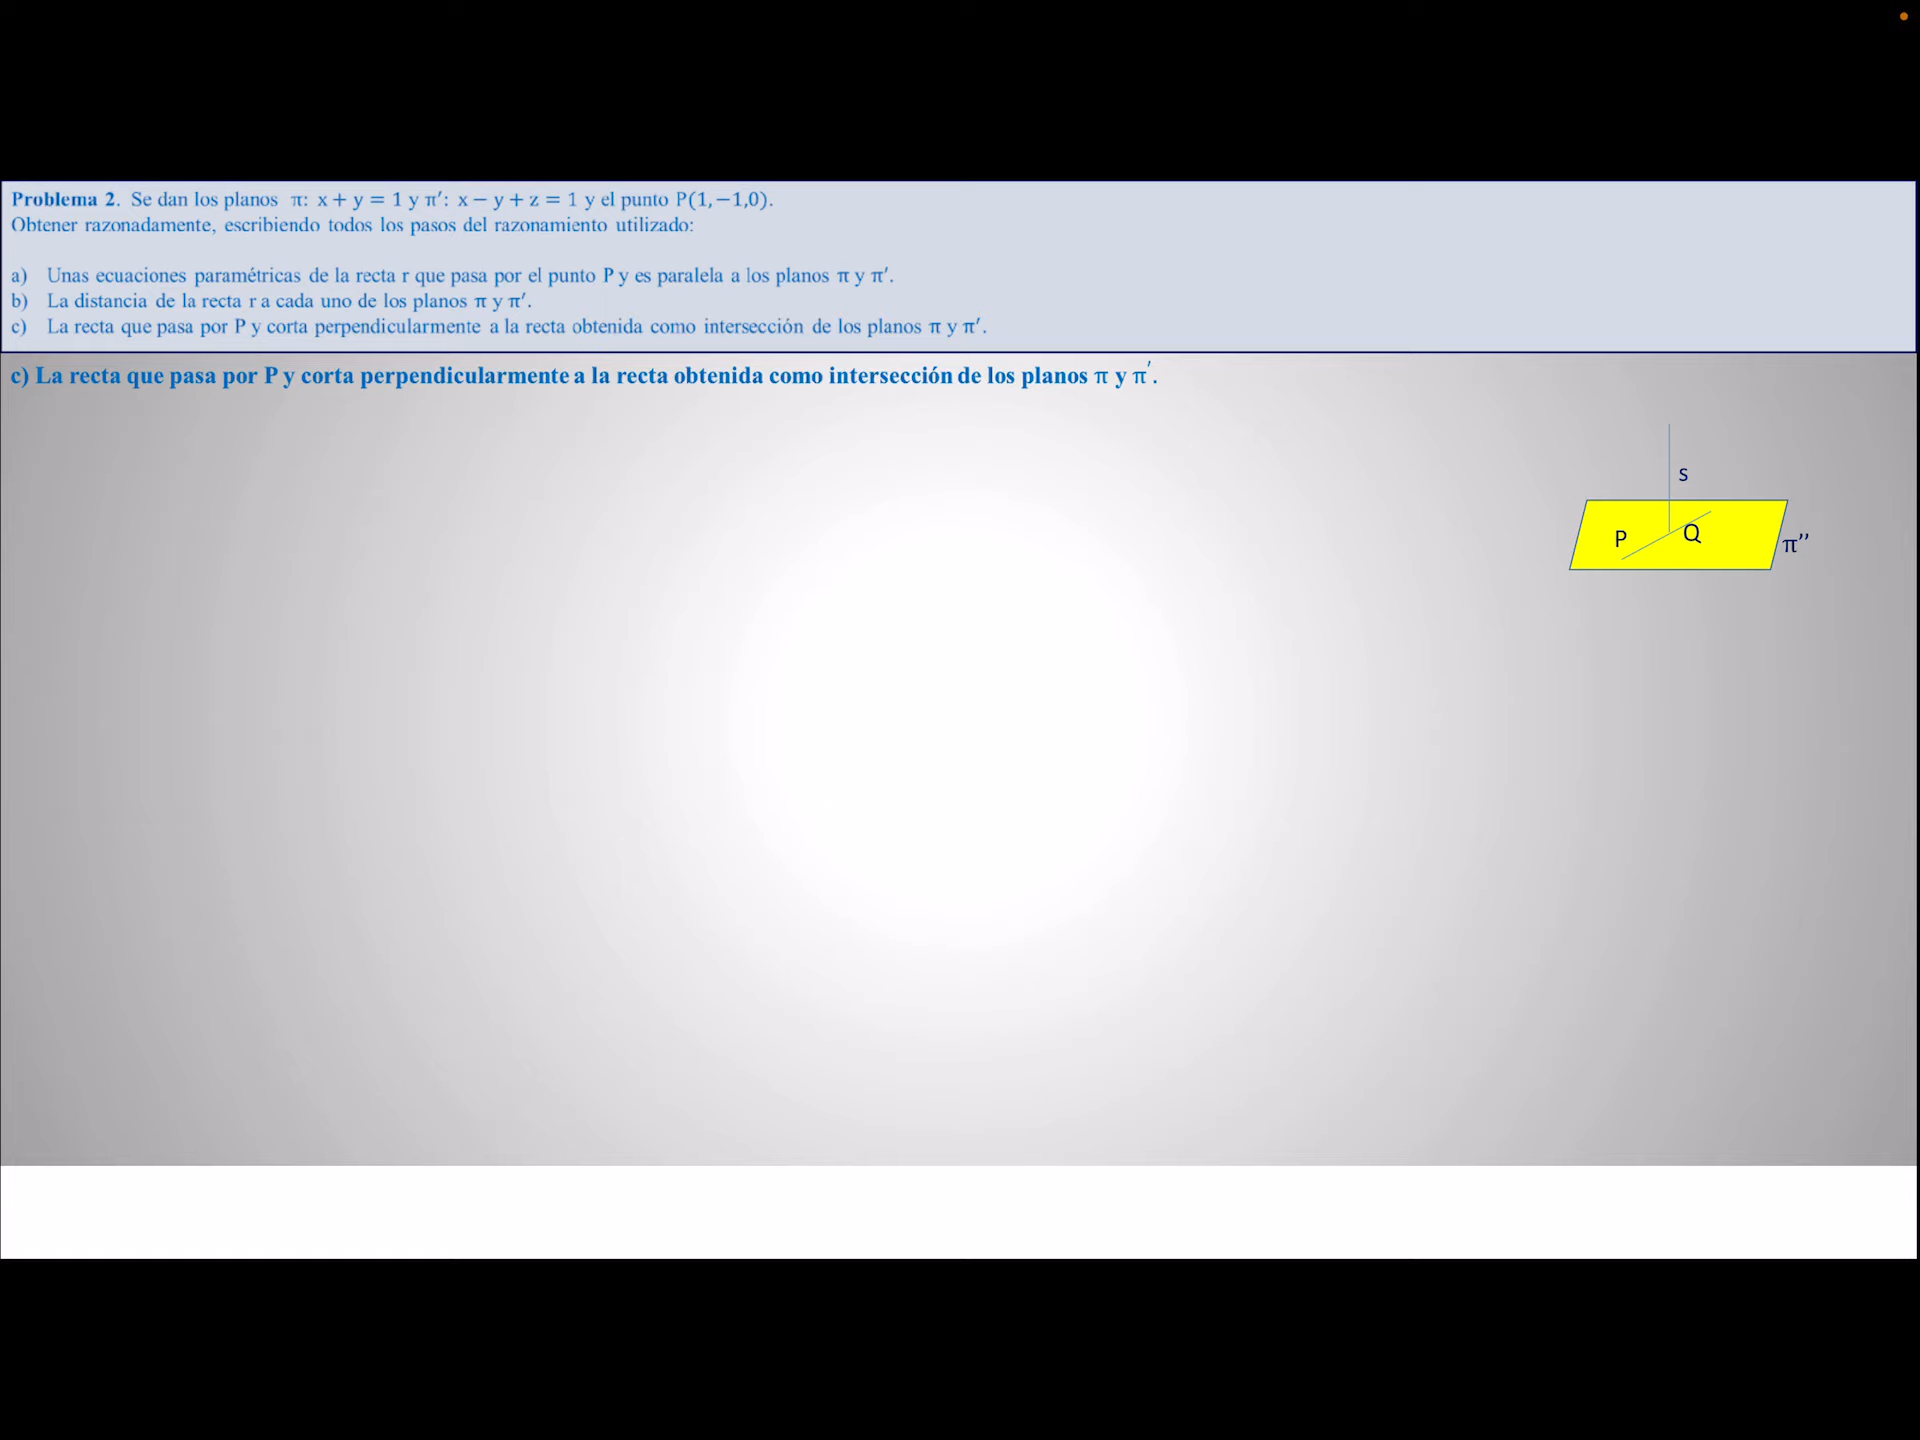 Problema 2. Se dan los planos π: x + y = 1 y π′: x − y + z = 1 y el punto P(1,−1,0).
Obtener razonadamente, escribiendo todos los pasos del razonamiento utilizado:
a) Unas ecuaciones paramétricas de la recta r que pasa por el punto P y es paralela a los planos π y π′.
b) La distancia de la recta r a cada uno de los planos π y π′.
c) La recta que pasa por P y corta perpendicularmente a la recta obtenida como intersección de los planos π y π′.
c) La recta que pasa por P y corta perpendicularmente a la recta obtenida como intersección de los planos π y π′.
s
P
Q
π’’